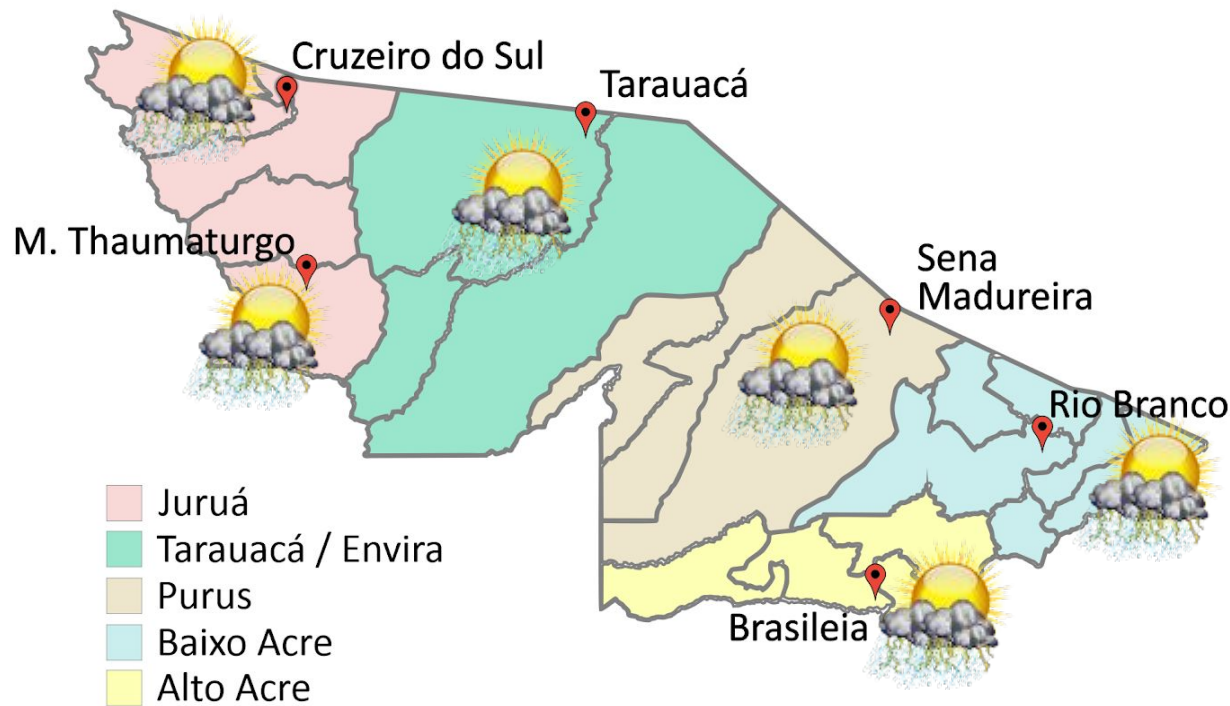 Cruzeiro do Sul
Tarauacá
M. Thaumaturgo
Sena
Madureira
Rio Branco
Brasileia
Juruá
Tarauacá / Envira
Purus
Baixo Acre
Alto Acre